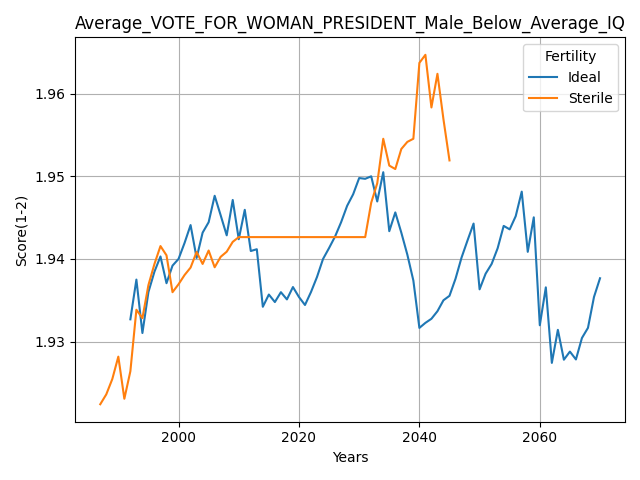 Average_VOTE_FOR_WOMAN_PRESIDENT_Male_Below_Average_IQ
Fertility
Ideal
Sterile
Score(1-2)
1.96
1.95
1.94
1.93
2000 2020 2040 2060
Years